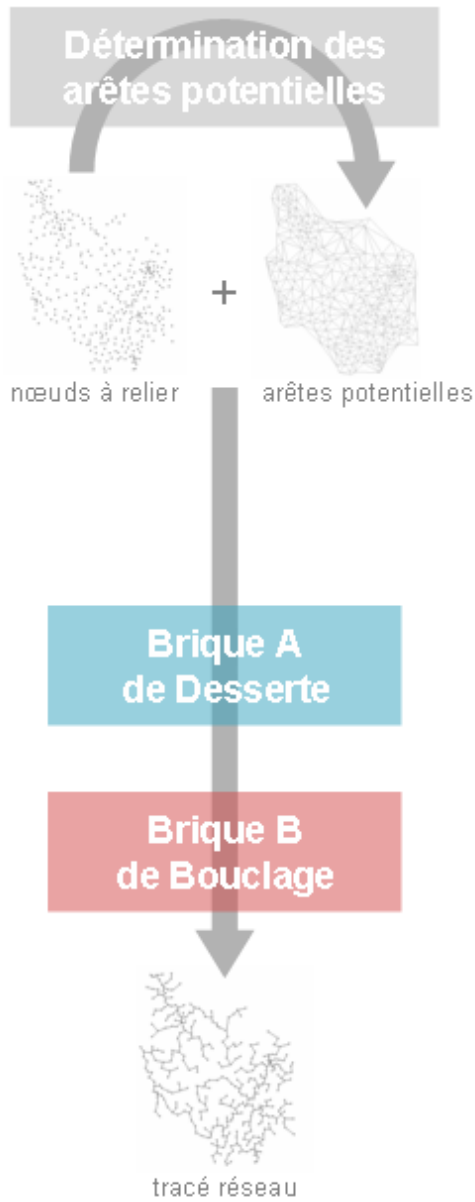 Détermination des
arêtes potentielles
+
nœuds à relier
arêtes potentielles
Brique A
de Desserte
Brique B
de Bouclage
tracé réseau